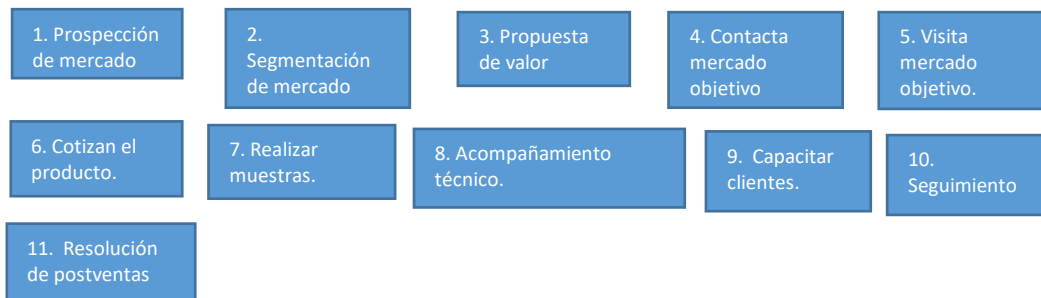 1. Prospección
de mercado
2.
Segmentación
de mercado
3. Propuesta
de valor
4. Contacta
mercado
objetivo
5. Visita
mercado
objetivo.
6. Cotizan el
producto.
7. Realizar
muestras.
8. Acompañamiento
técnico.
9. Capacitar
clientes.
10.
Seguimiento
11. Resolución
de postventas